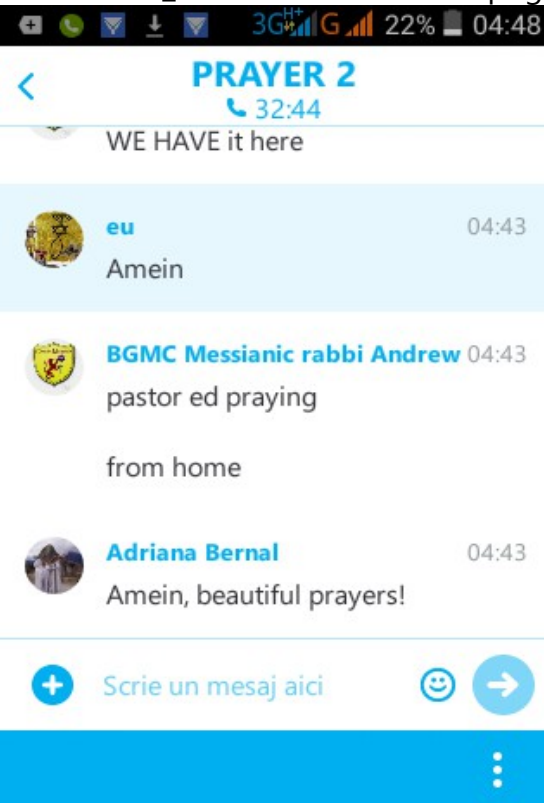 3G H+ G 22% 04:48
PRAYER 2
32:44
WE HAVE it here
eu 04:43
Amein
BGMC Messianic rabbi Andrew 04:43
pastor ed praying
from home
Adriana Bernal 04:43
Amein, beautiful prayers!
Scrie un mesaj aici